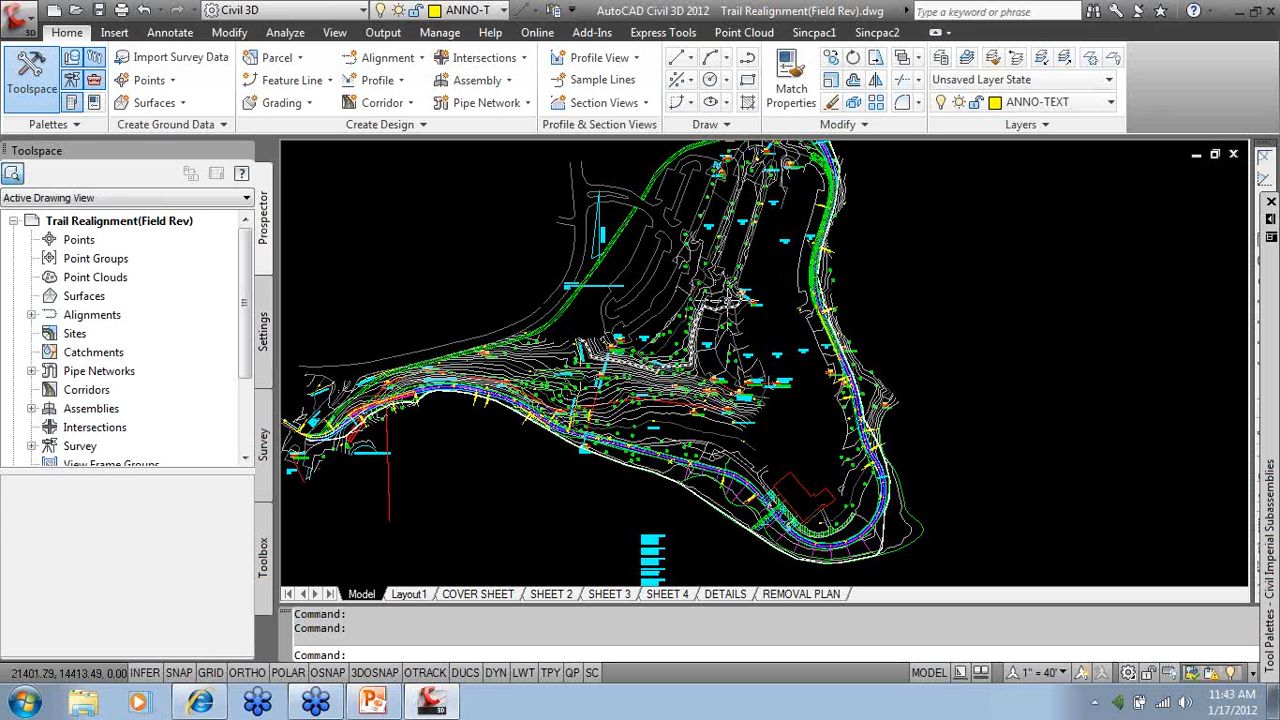 Civil 3D
ANNO-T
AutoCAD Civil 3D 2012
Trail Realignment(Field Rev).dwg
Type a keyword or phrase
3D
Home
Insert
Annotate
Modify
Analyze
View
Output
Manage
Help
Online
Add-Ins
Express Tools
Point Cloud
Sincpac1
Sincpac2
Toolspace
Import Survey Data
Points
Surfaces
Parcel
Feature Line
Grading
Alignment
Profile
Corridor
Intersections
Assembly
Pipe Network
Profile View
Sample Lines
Section Views
Match
Properties
Unsaved Layer State
ANNO-TEXT
Palettes
Create Ground Data
Create Design
Profile & Section Views
Draw
Modify
Layers
Toolspace
Active Drawing View
Trail Realignment(Field Rev)
Points
Point Groups
Point Clouds
Surfaces
Alignments
Sites
Catchments
Pipe Networks
Corridors
Assemblies
Intersections
Survey
View Frame Groups
Prospector
Settings
Survey
Toolbox
Model
Layout1
COVER SHEET
SHEET 2
SHEET 3
SHEET 4
DETAILS
REMOVAL PLAN
Command:
Command:
Command:
Tool Palettes - Civil Imperial Subassemblies
21401.79, 14413.49, 0.00
INFER
SNAP
GRID
ORTHO
POLAR
OSNAP
3DOSNAP
OTRACK
DUCS
DYN
LWT
TPY
QP
SC
MODEL
1" = 40'
11:43 AM
1/17/2012